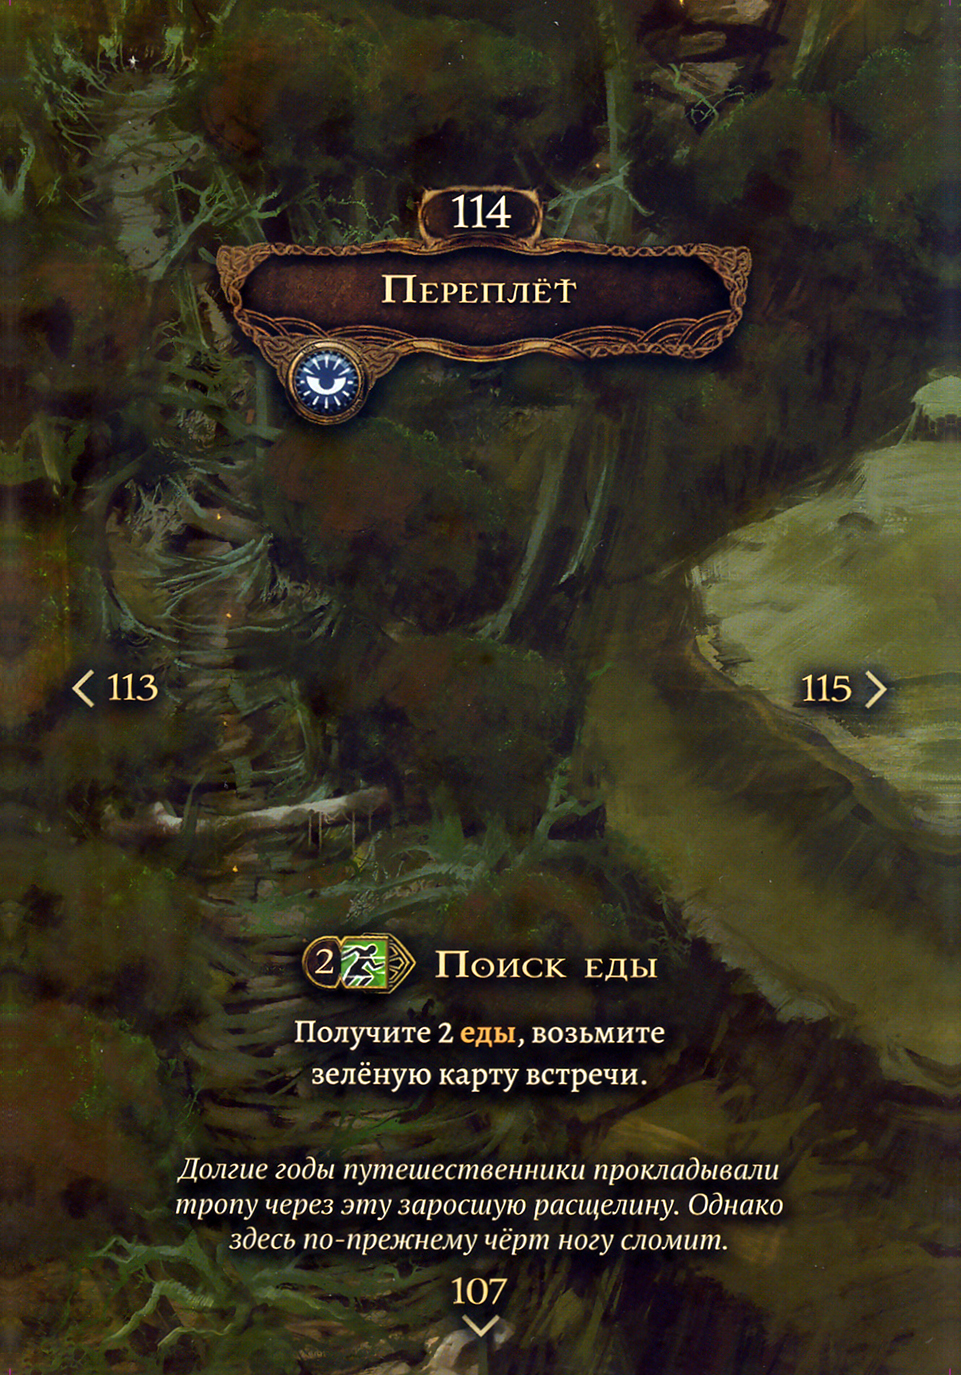 114
Переплёт
113
115
2 Поиск еды
Получите 2 еды, возьмите
зелёную карту встречи.
Долгие годы путешественники прокладывали
тропу через эту заросшую расщелину. Однако
здесь по-прежнему чёрт ногу сломит.
107